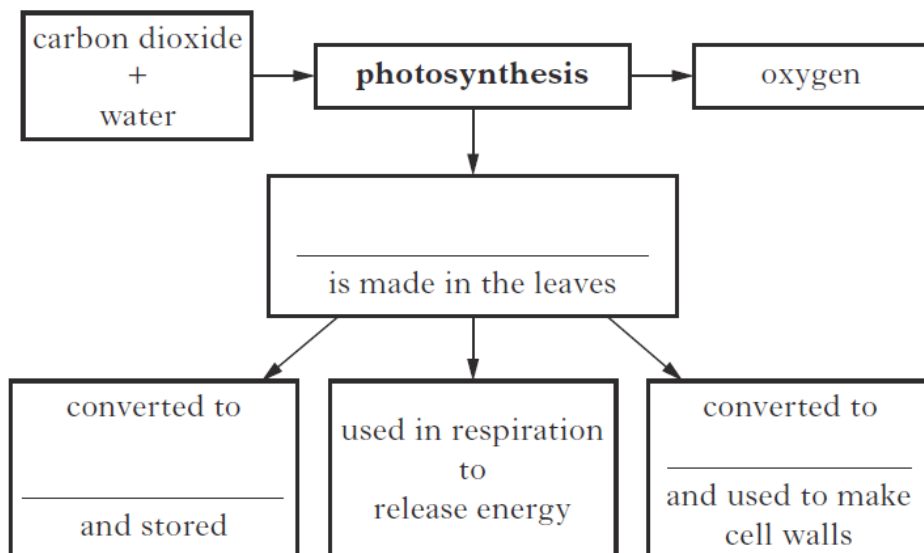 carbon dioxide
+
water
photosynthesis
oxygen
is made in the leaves
converted to
and stored
used in respiration
to
release energy
converted to
and used to make
cell walls